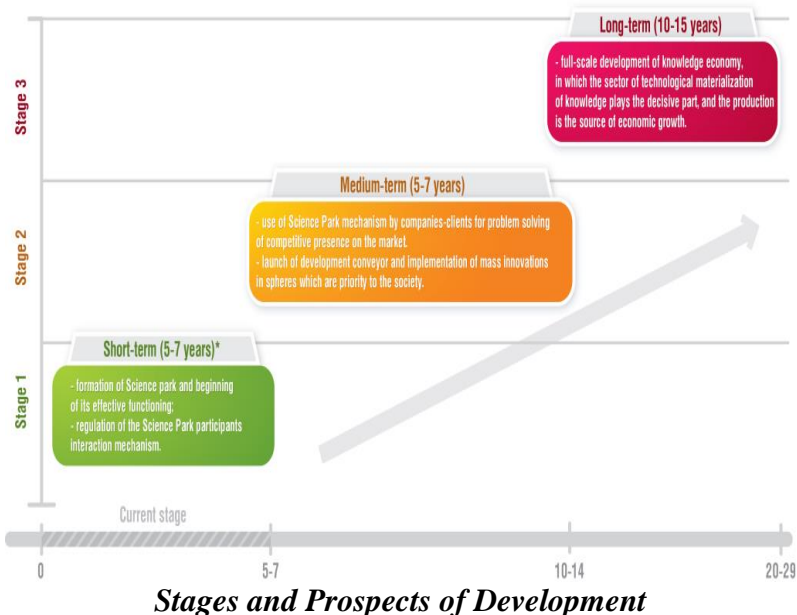 Long-term (10-15 years)
- full-scale development of knowledge economy,
in which the sector of technological materialization
of knowledge plays the decisive part, and the production
is the source of economic growth.
Stage 3
Medium-term (5-7 years)
- use of Science Park mechanism by companies-clients for problem solving
of competitive presence on the market.
- launch of development conveyor and implementation of mass innovations
in spheres which are priority to the society.
Stage 2
Short-term (5-7 years)*
- formation of Science park and beginning
of its effective functioning;
- regulation of the Science Park participants
interaction mechanism.
Stage 1
Current stage
0 5-7 10-14 20-29
Stages and Prospects of Development